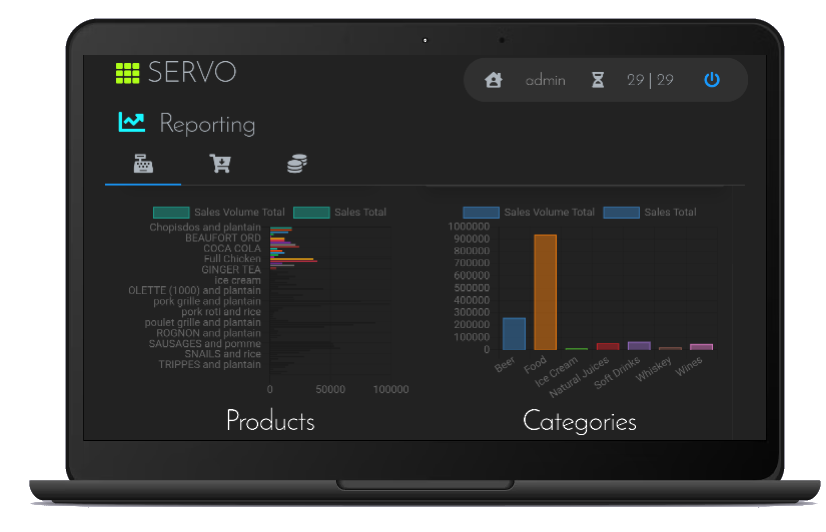 SERVO
admin
29 | 29
Reporting
Sales Volume Total Sales Total
Chopisdos and plantain
BEAUFORT ORD
COCA COLA
Full Chicken
GINGER TEA
ice cream
OLETTE (1000) and plantain
pork grille and plantain
pork roti and rice
poulet grille and plantain
ROGNON and plantain
SAUSAGES and pomme
SNAILS and rice
TRIPPES and plantain
0 50000 100000
Products
Sales Volume Total Sales Total
1000000
900000
800000
700000
600000
500000
400000
300000
200000
100000
0
Beer
Food
Ice Cream
Natural Juices
Soft Drinks
Whiskey
Wines
Categories